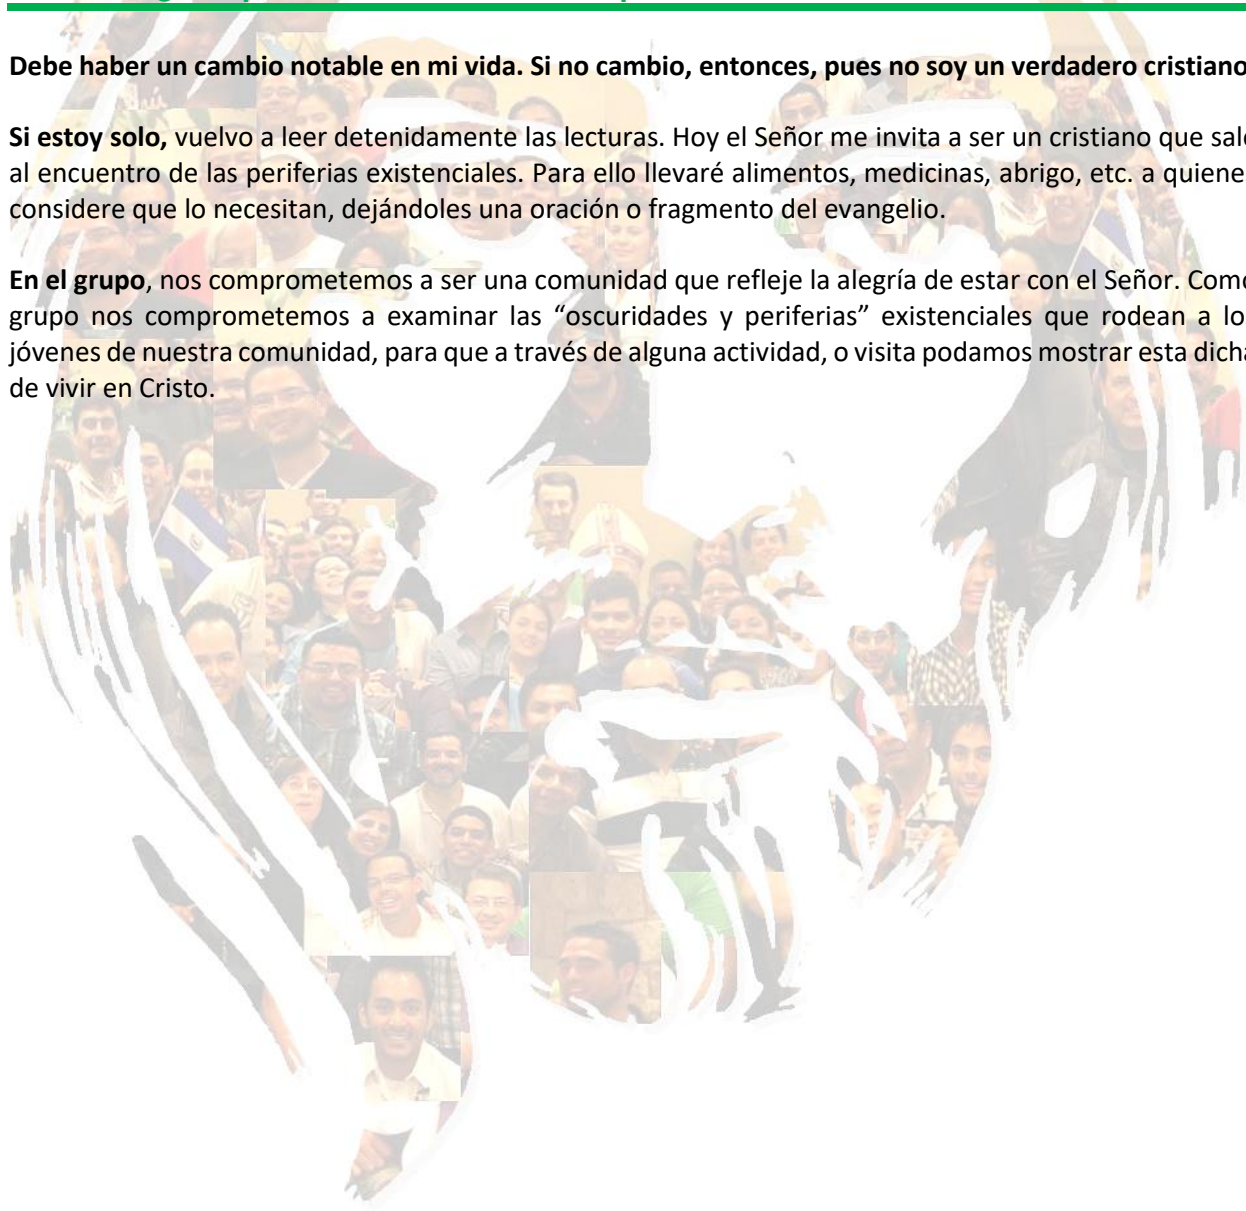 Debe haber un cambio notable en mi vida. Si no cambio, entonces, pues no soy un verdadero cristiano
Si estoy solo, vuelvo a leer detenidamente las lecturas. Hoy el Señor me invita a ser un cristiano que sale
al encuentro de las periferias existenciales. Para ello llevaré alimentos, medicinas, abrigo, etc. a quiene
considere que lo necesitan, dejándoles una oración o fragmento del evangelio.
En el grupo, nos comprometemos a ser una comunidad que refleje la alegría de estar con el Señor. Como
grupo nos comprometemos a examinar las “oscuridades y periferias” existenciales que rodean a lo
jóvenes de nuestra comunidad, para que a través de alguna actividad, o visita podamos mostrar esta dicha
de vivir en Cristo.